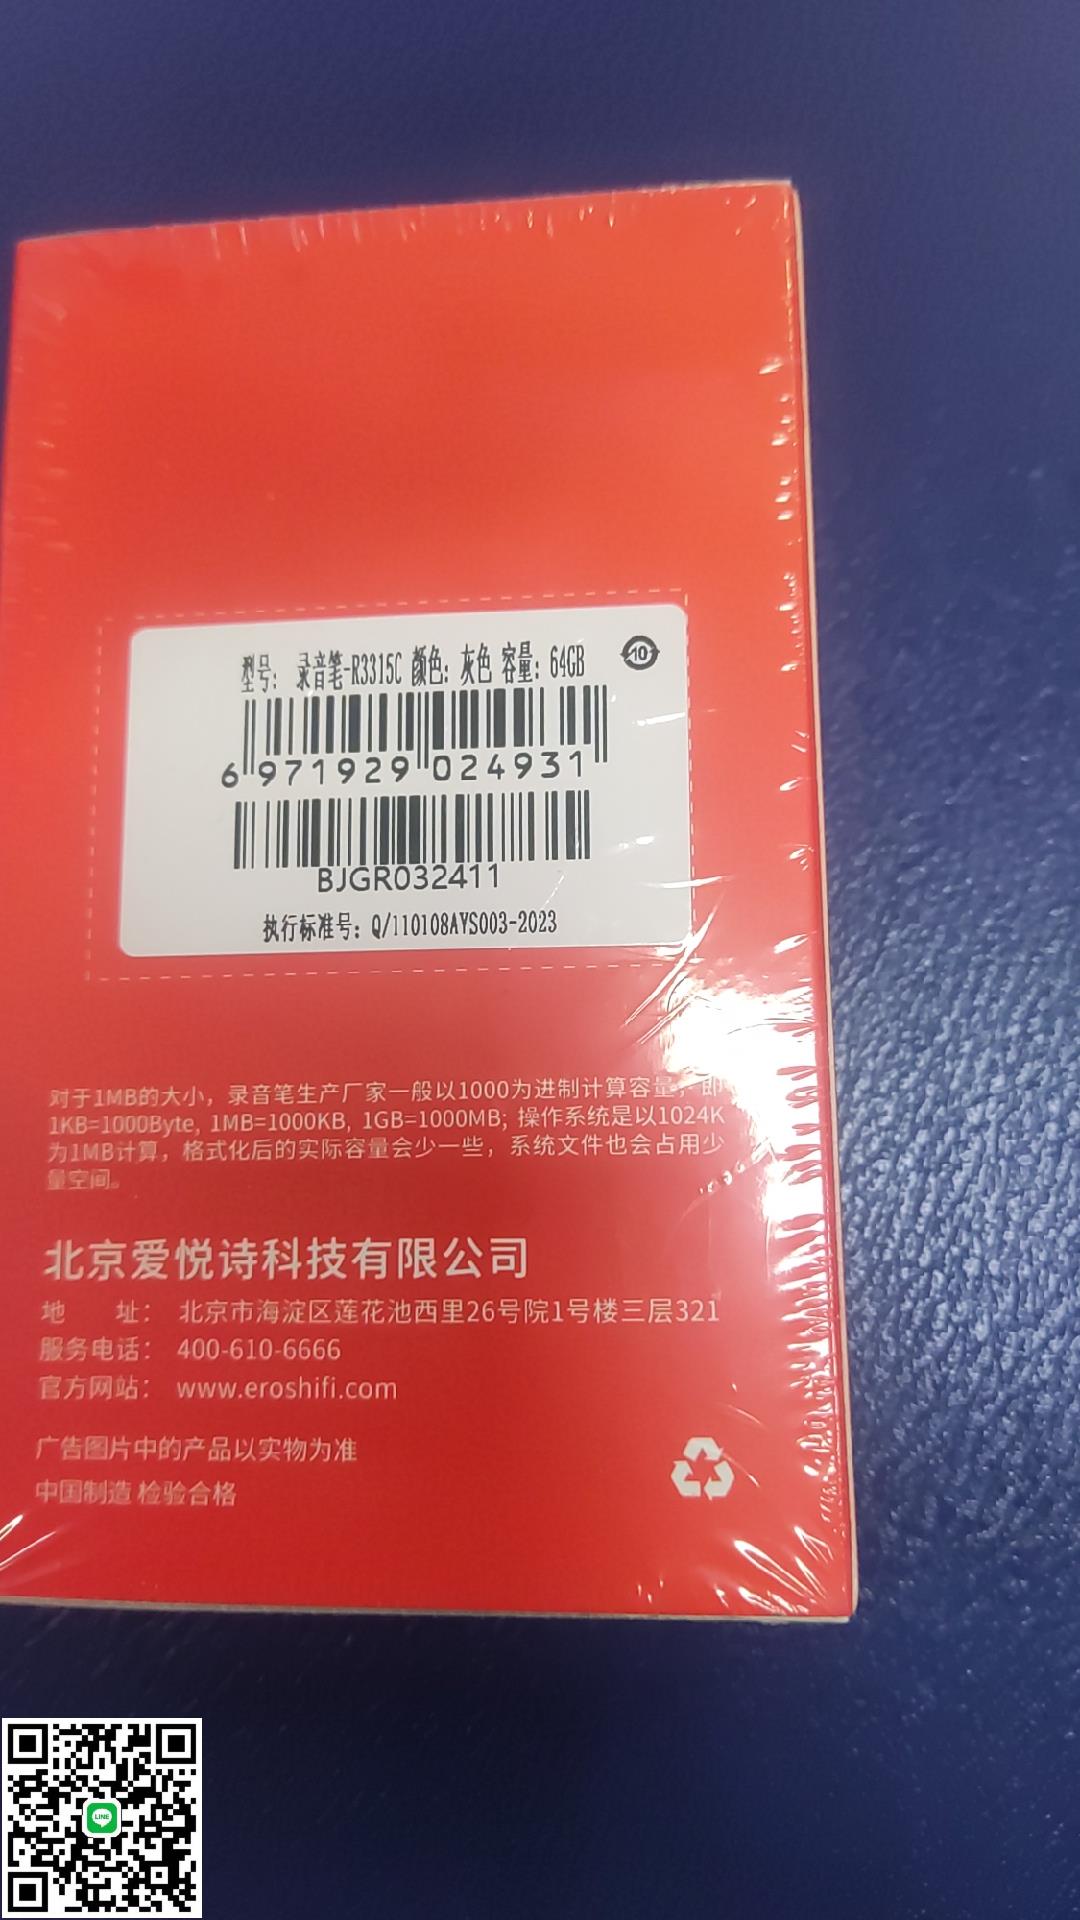 型号: 录音笔-R3315C 颜色: 灰色 容量: 64GB
10
6 971929 024931
BJGR032411
执行标准号: Q/110108AYS003-2023
对于1MB的大小，录音笔生产厂家一般以1000为进制计算容量，即
1KB=1000Byte, 1MB=1000KB, 1GB=1000MB; 操作系统是以1024K
为1MB计算，格式化后的实际容量会少一些，系统文件也会占用少
量空间。
北京爱悦诗科技有限公司
地 址： 北京市海淀区莲花池西里26号院1号楼三层321
服务电话： 400-610-6666
官方网站： www.eroshifi.com
广告图片中的产品以实物为准
中国制造 检验合格
LINE